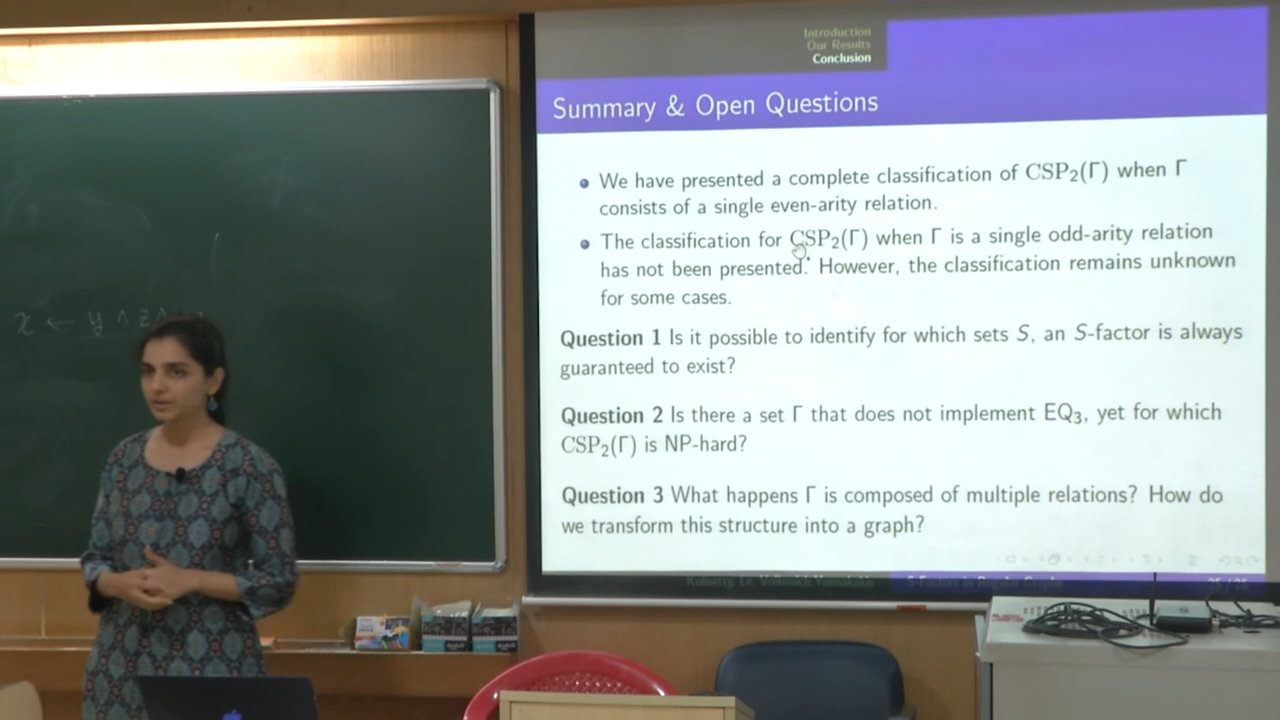 Introduction
Our Results
Conclusion
Summary & Open Questions
We have presented a complete classification of CSP₂(Γ) when Γ
consists of a single even-arity relation.
The classification for CSP₂(Γ) when Γ is a single odd-arity relation
has not been presented. However, the classification remains unknown
for some cases.
Question 1 Is it possible to identify for which sets S, an S-factor is always
guaranteed to exist?
Question 2 Is there a set Γ that does not implement EQ₃, yet for which
CSP₂(Γ) is NP-hard?
Question 3 What happens Γ is composed of multiple relations? How do
we transform this structure into a graph?
x ← y ∧ z ∧